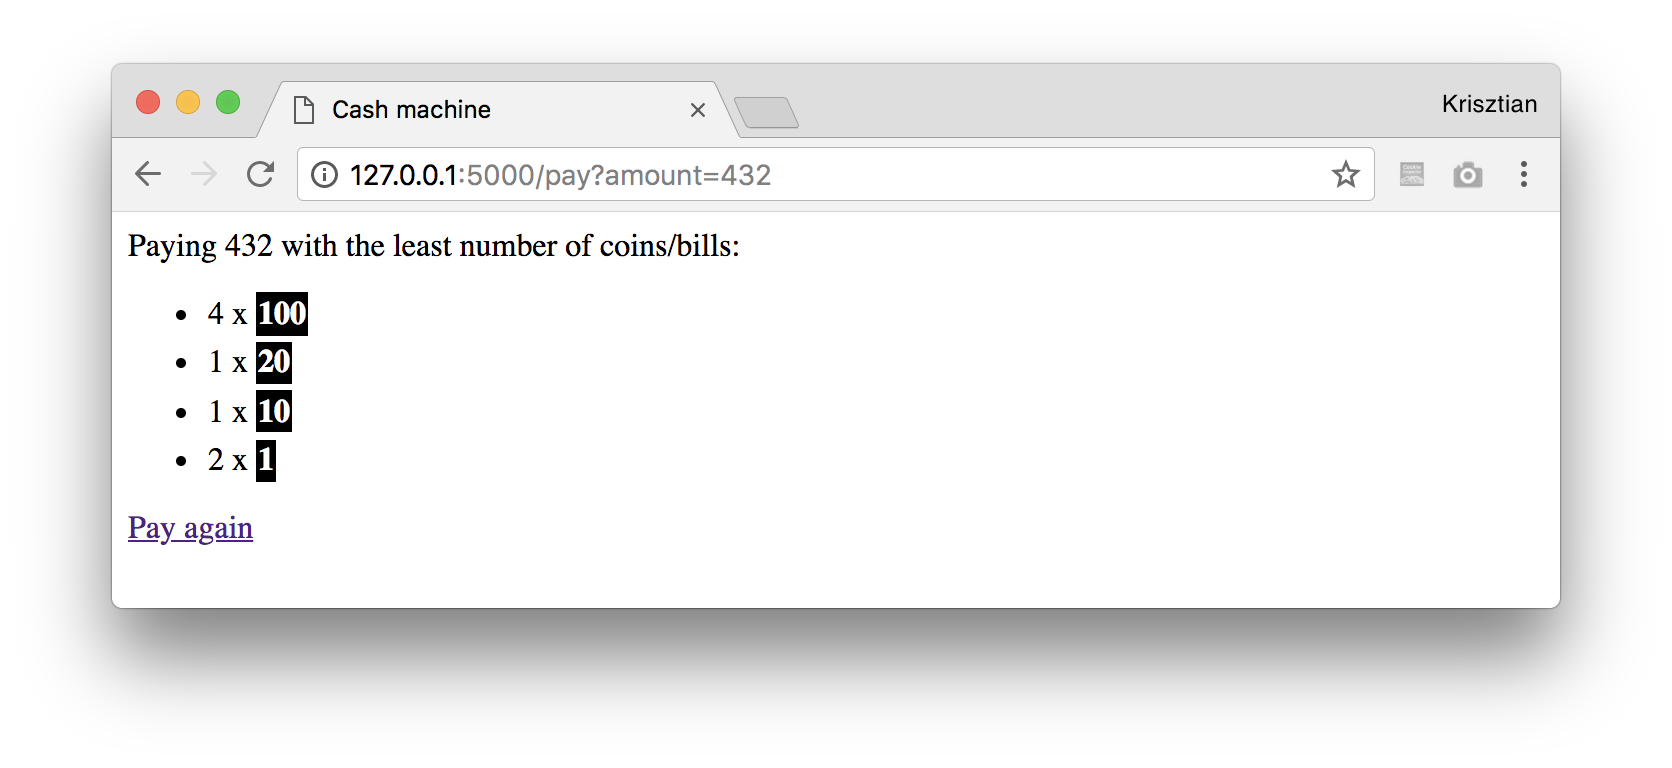 Cash machine
Krisztian
127.0.0.1:5000/pay?amount=432
Paying 432 with the least number of coins/bills:
4 x 100
1 x 20
1 x 10
2 x 1
Pay again